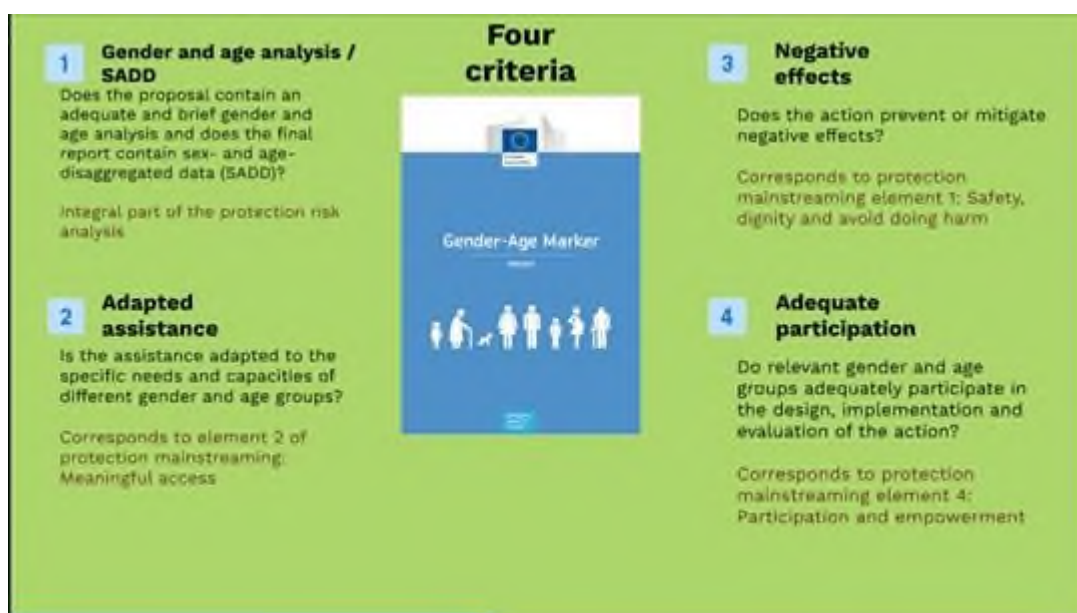 Four
criteria
1
Gender and age analysis /
SADD
Does the proposal contain an
adequate and brief gender and
age analysis and does the final
report contain sex- and age-
disaggregated data (SADD)?
Integral part of the protection risk
analysis
2
Adapted
assistance
Is the assistance adapted to the
specific needs and capacities of
different gender and age groups?
Corresponds to element 2 of
protection mainstreaming:
Meaningful access
Gender-Age Marker
3
Negative
effects
Does the action prevent or mitigate
negative effects?
Corresponds to protection
mainstreaming element 1: Safety,
dignity and avoid doing harm
4
Adequate
participation
Do relevant gender and age
groups adequately participate in
the design, implementation and
evaluation of the action?
Corresponds to protection
mainstreaming element 4:
Participation and empowerment